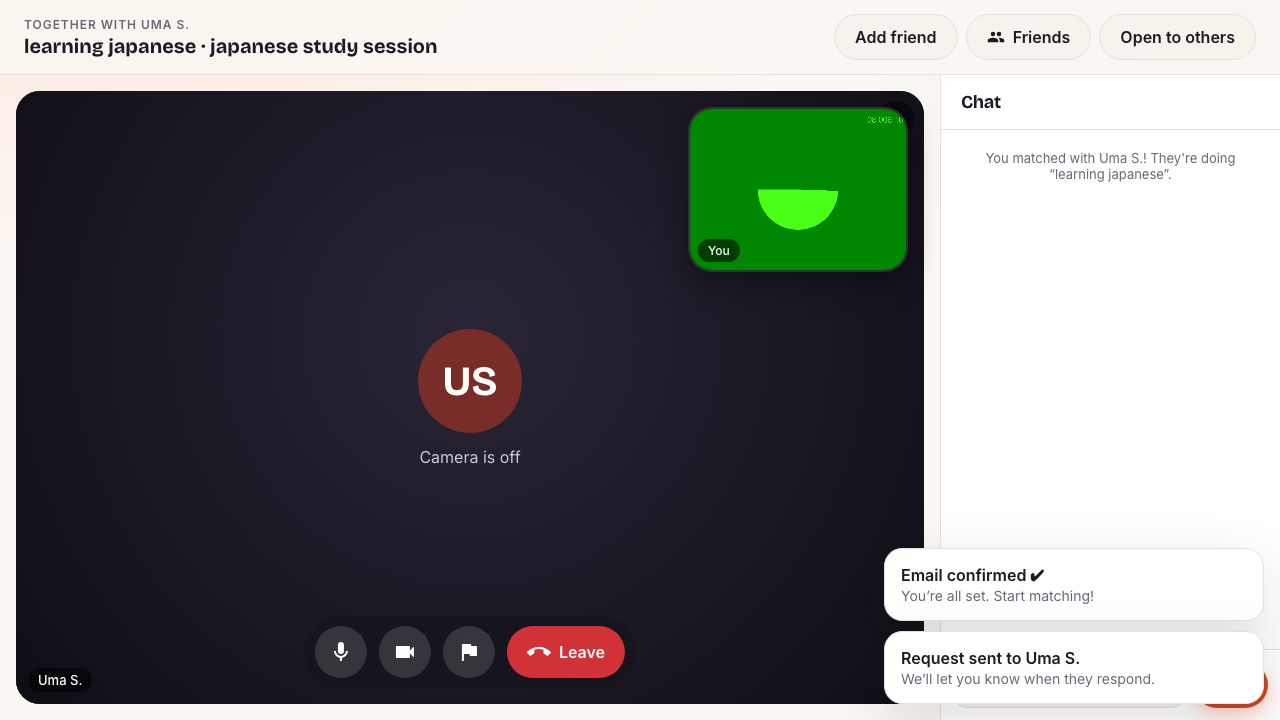 TOGETHER WITH UMA S.
learning japanese · japanese study session
Add friend
Friends
Open to others
Chat
You matched with Uma S.! They're doing
“learning japanese”.
You
US
Camera is off
Leave
Uma S.
Email confirmed ✔
You’re all set. Start matching!
Request sent to Uma S.
We’ll let you know when they respond.